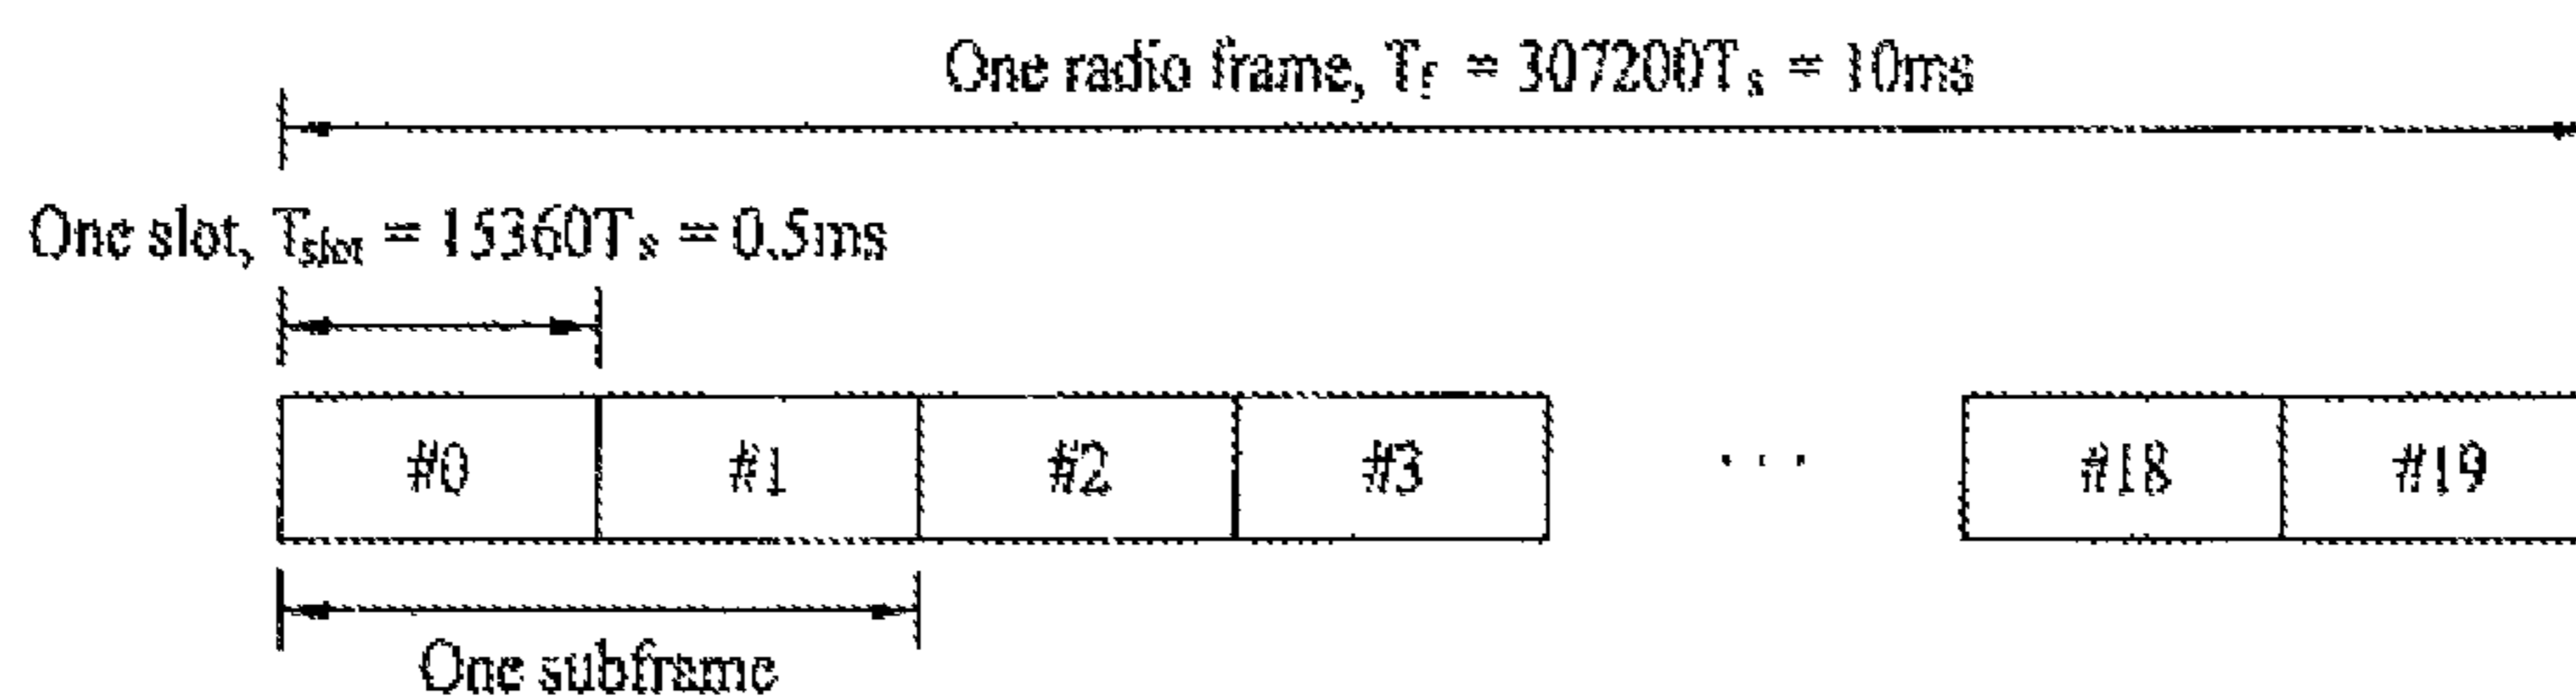 One radio frame, Tf = 307200Ts = 10ms
One slot, Tslot = 15360Ts = 0.5ms
#0 #1 #2 #3 ... #18 #19
One subframe